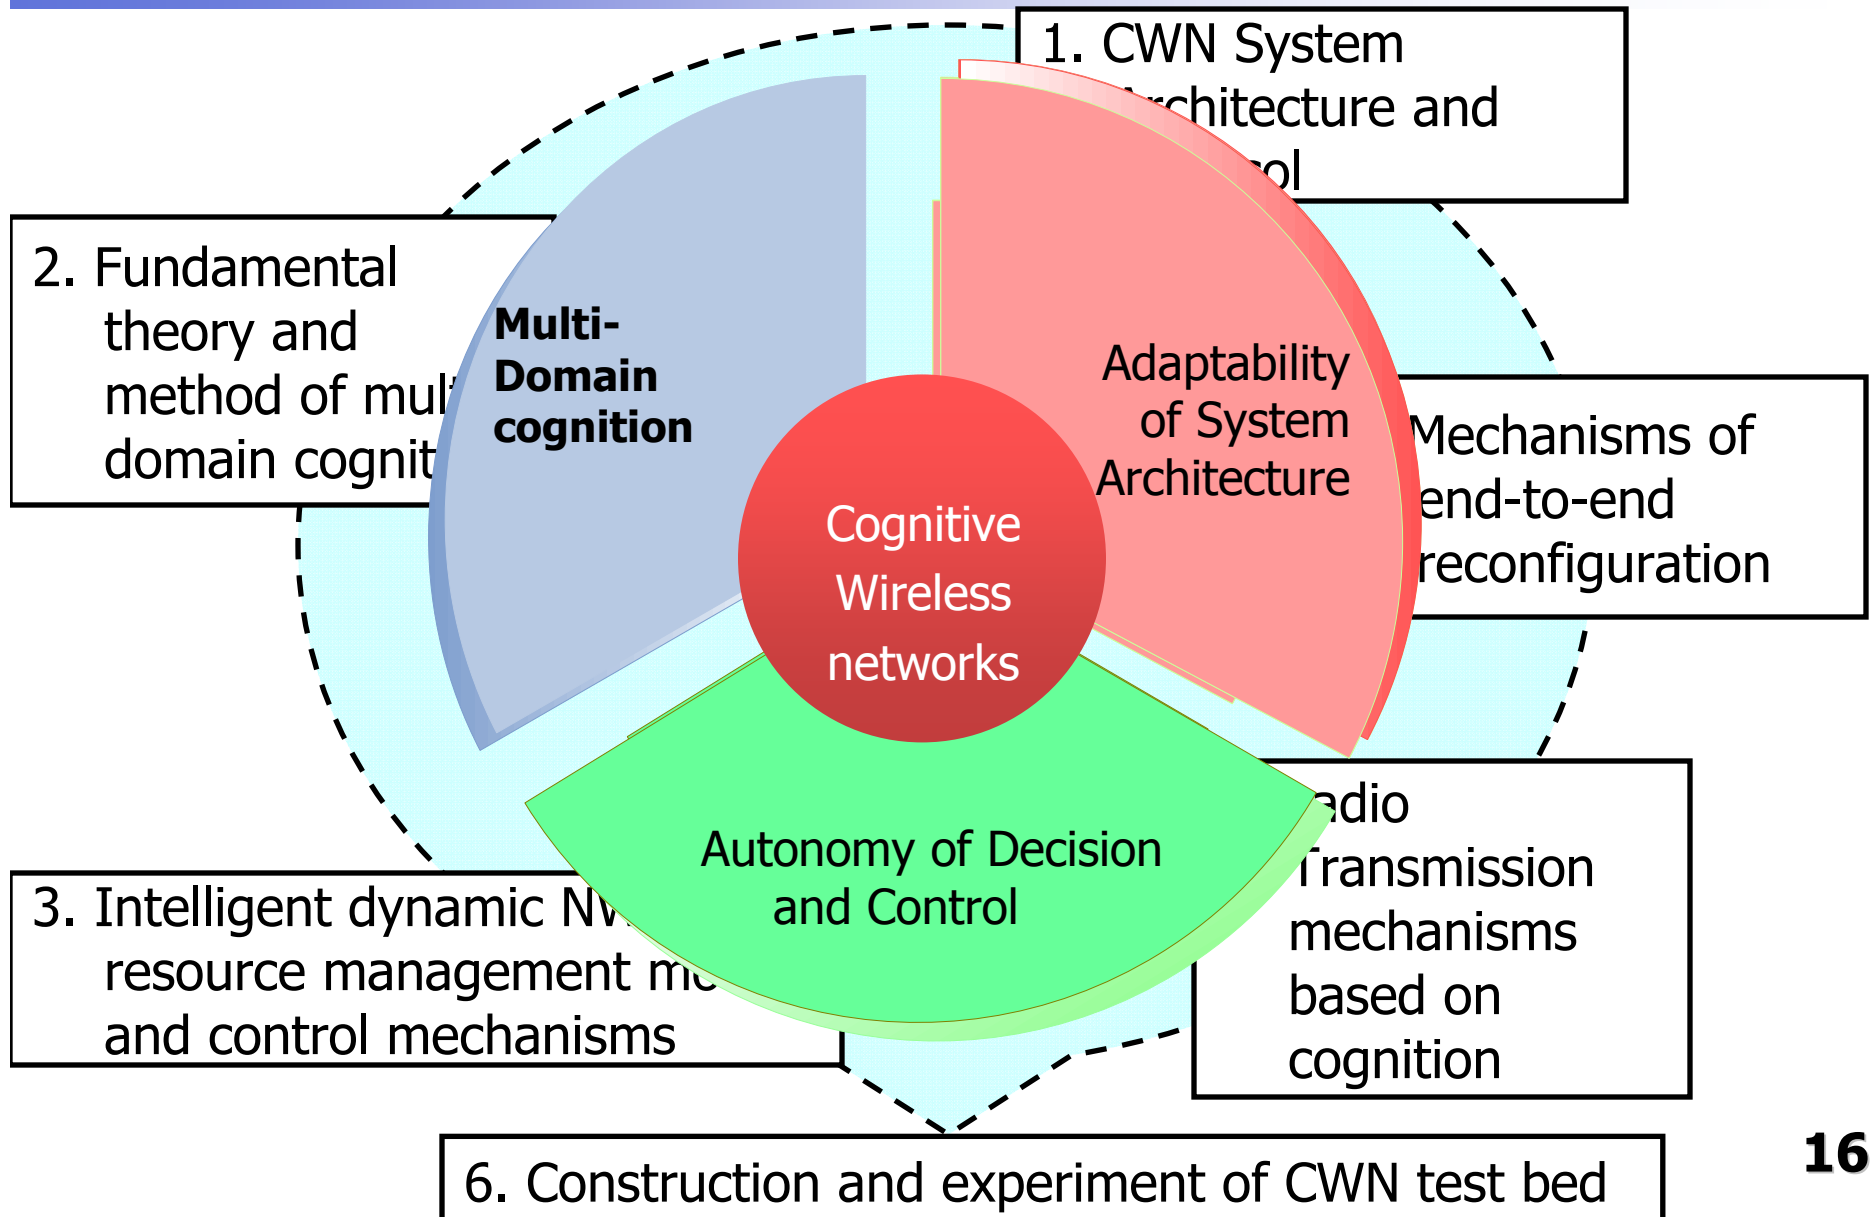 1. CWN System
chitecture and
ol
2. Fundamental
theory and
method of mul
domain cognit
Multi-
Domain
cognition
Adaptability
of System
Architecture
Mechanisms of
end-to-end
reconfiguration
Cognitive
Wireless
networks
adio
Transmission
mechanisms
based on
cognition
Autonomy of Decision
and Control
3. Intelligent dynamic
resource management
and control mechanisms
6. Construction and experiment of CWN test bed
16